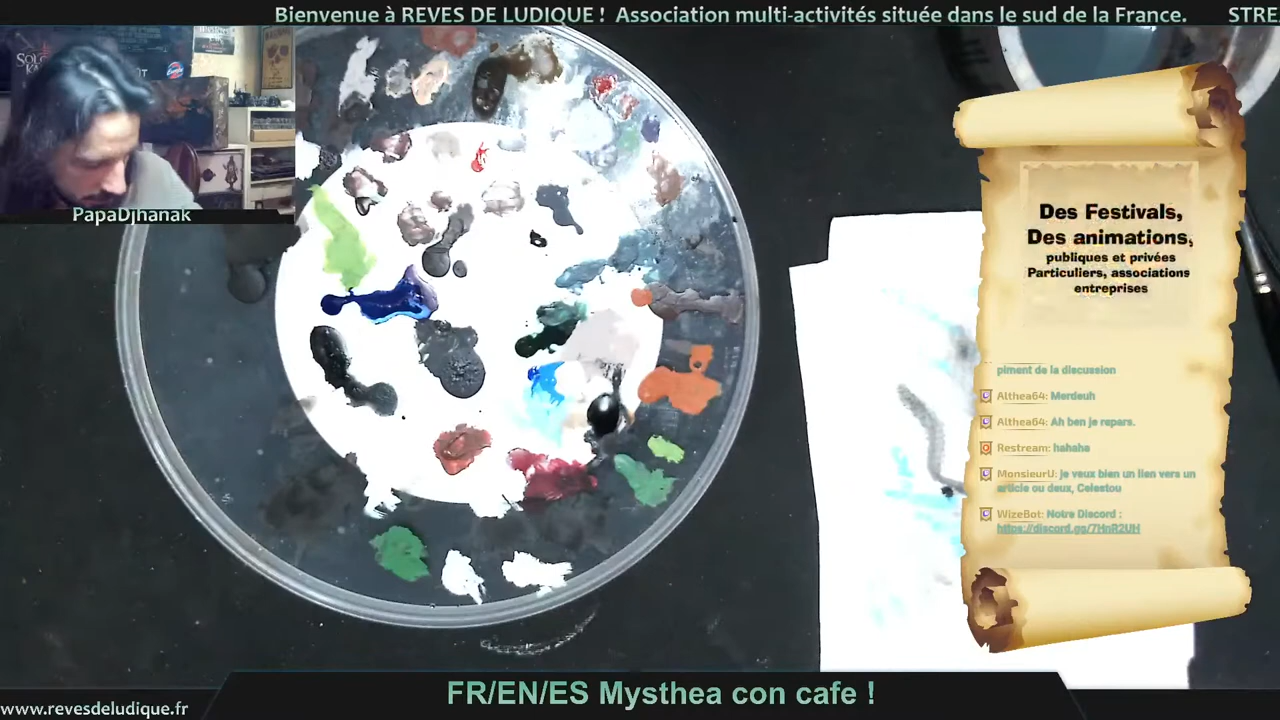 Bienvenue à REVES DE LUDIQUE ! Association multi-activités située dans le sud de la France. STRE
PapaDjhanak
Des Festivals,
Des animations,
publiques et privées
Particuliers, associations
entreprises
piment de la discussion
Althea64: Merdeuh
Althea64: Ah ben je repars.
Restream: hahaha
MonsieurU: je veux bien un lien vers un
article ou deux, Celestou
WizeBot: Notre Discord :
https://discord.gg/7HnR2UH
FR/EN/ES Mysthea con cafe !
www.revesdeludique.fr